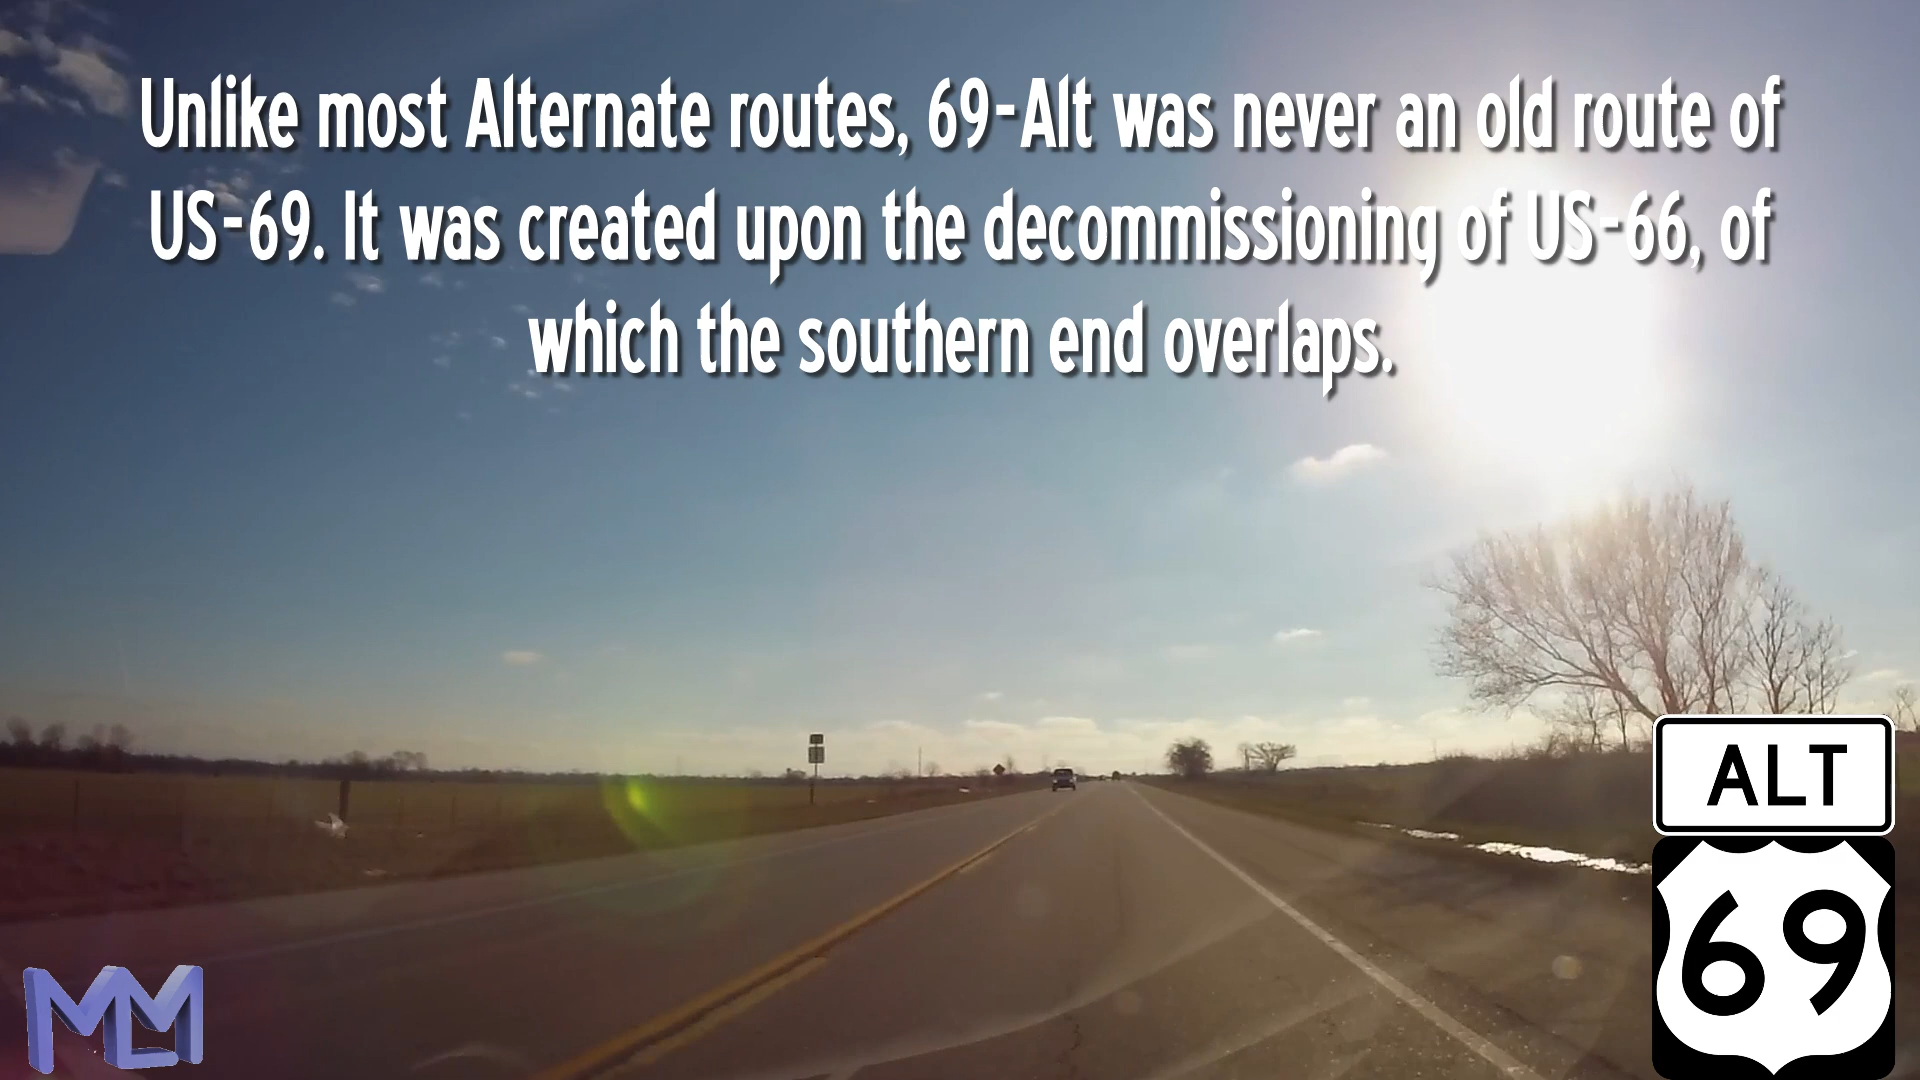 Unlike most Alternate routes, 69-Alt was never an old route of
US-69. It was created upon the decommissioning of US-66, of
which the southern end overlaps.
ALT
69
MLM